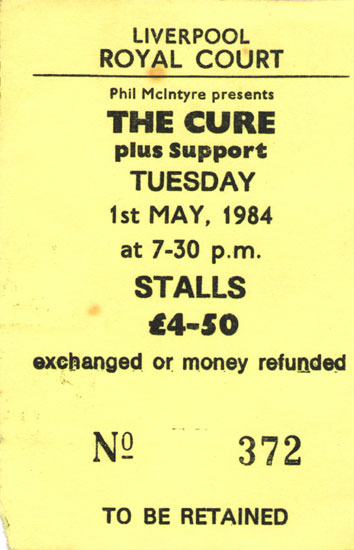 LIVERPOOL
ROYAL COURT
Phil McIntyre presents
THE CURE
plus Support
TUESDAY
1st MAY, 1984
at 7-30 p.m.
STALLS
£4-50
exchanged or money refunded
Nº 372
TO BE RETAINED